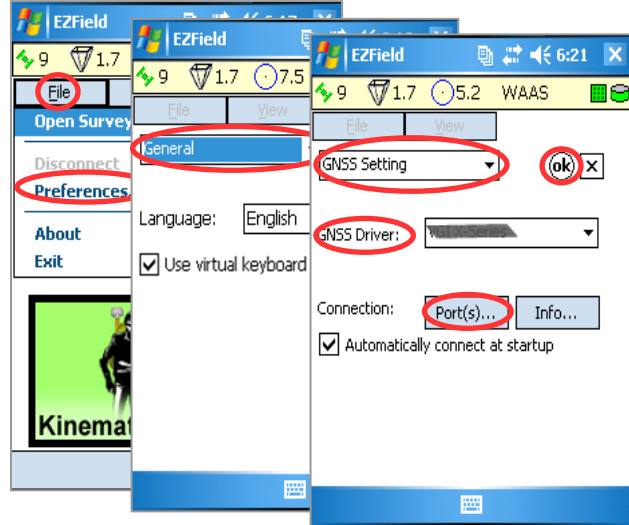 EZField
9 1.7
File
Open Survey
Disconnect
Preferences.
About
Exit
Kinemat
EZField
9 1.7 7.5
File View
General
Language: English
Use virtual keyboard
EZField 6:21 X
9 1.7 5.2 WAAS
File View
GNSS Setting ok X
GNSS Driver: X-Series
Connection: Port(s)... Info...
Automatically connect at startup